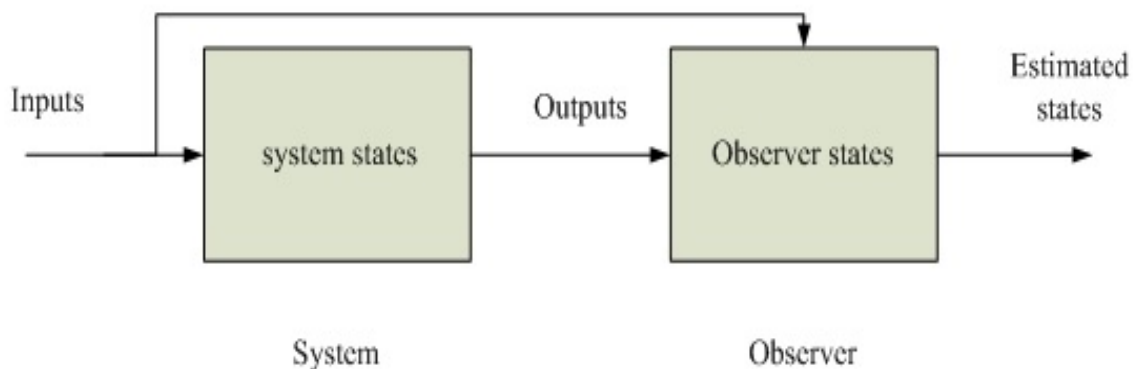 Inputs
system states
Outputs
Observer states
Estimated
states
System
Observer